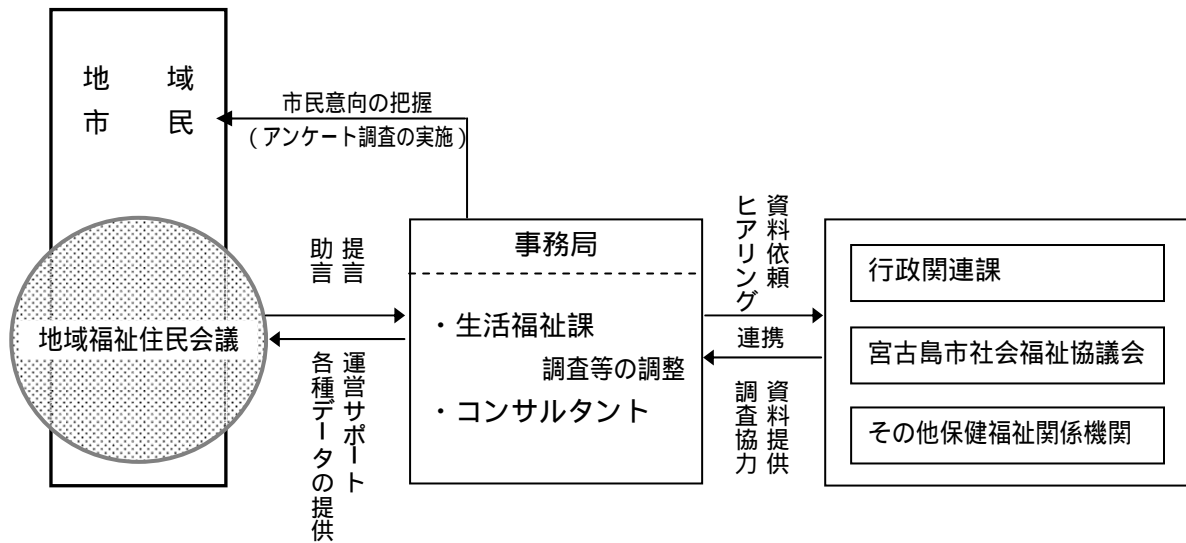 地　域
市　民
市民意向の把握
（アンケート調査の実施）
地域福祉住民会議
提言
助言
運営サポート
各種データの提供
事務局
・生活福祉課
調査等の調整
・コンサルタント
資料依頼
ヒアリング
連携
資料提供
調査協力
行政関連課
宮古島市社会福祉協議会
その他保健福祉関係機関